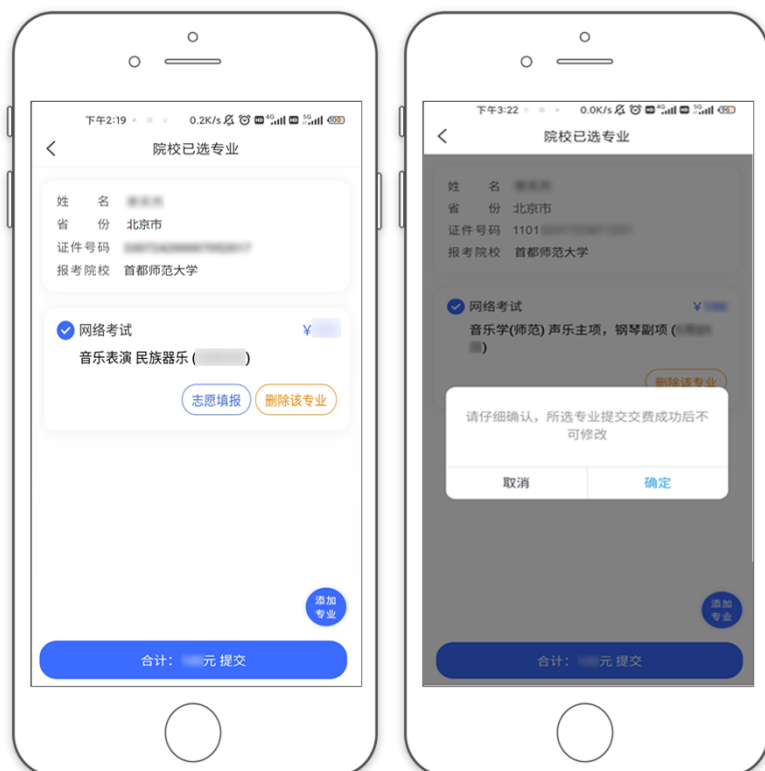 下午2:19
0.2K/s
4G
5G
100
院校已选专业
姓 名
省 份 北京市
证件号码
报考院校 首都师范大学
网络考试 ¥
音乐表演 民族器乐 ( )
志愿填报 删除该专业
添加
专业
合计： 元 提交
下午3:22
0.0K/s
4G
5G
院校已选专业
姓 名
省 份 北京市
证件号码 1101
报考院校 首都师范大学
网络考试 ¥
音乐学(师范) 声乐主项，钢琴副项 (
)
删除该专业
请仔细确认，所选专业提交交费成功后不
可修改
取消 确定
添加
专业
合计： 元 提交